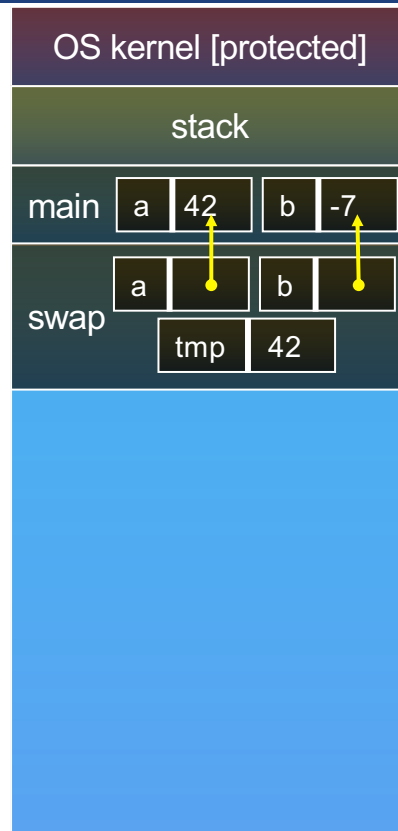 OS kernel [protected]
stack
main a 42 b -7
a b
swap
tmp 42